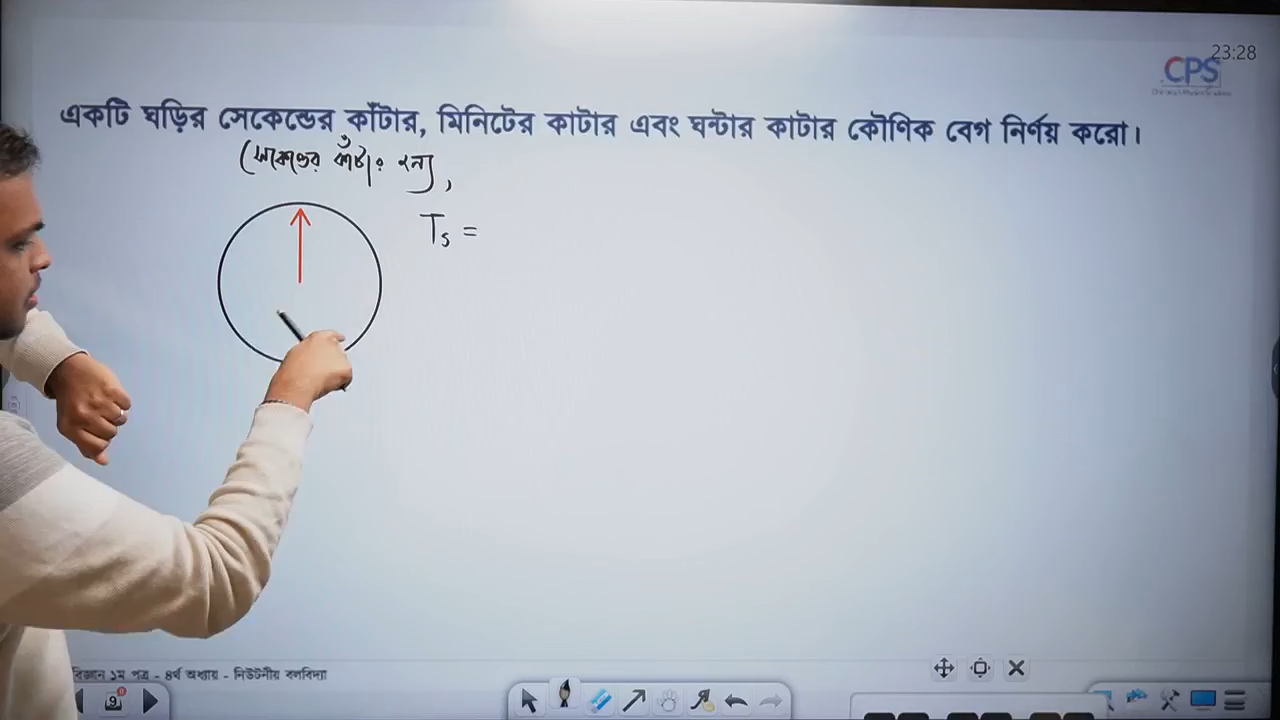 23:28
CPS
একটি ঘড়ির সেকেন্ডের কাঁটার, মিনিটের কাটার এবং ঘন্টার কাটার কৌণিক বেগ নির্ণয় করো।
সেকেন্ডের কাঁটার জন্য,
Ts =
বিজ্ঞান ১ম পত্র - ৪র্থ অধ্যায় - নিউটনীয় বলবিদ্যা